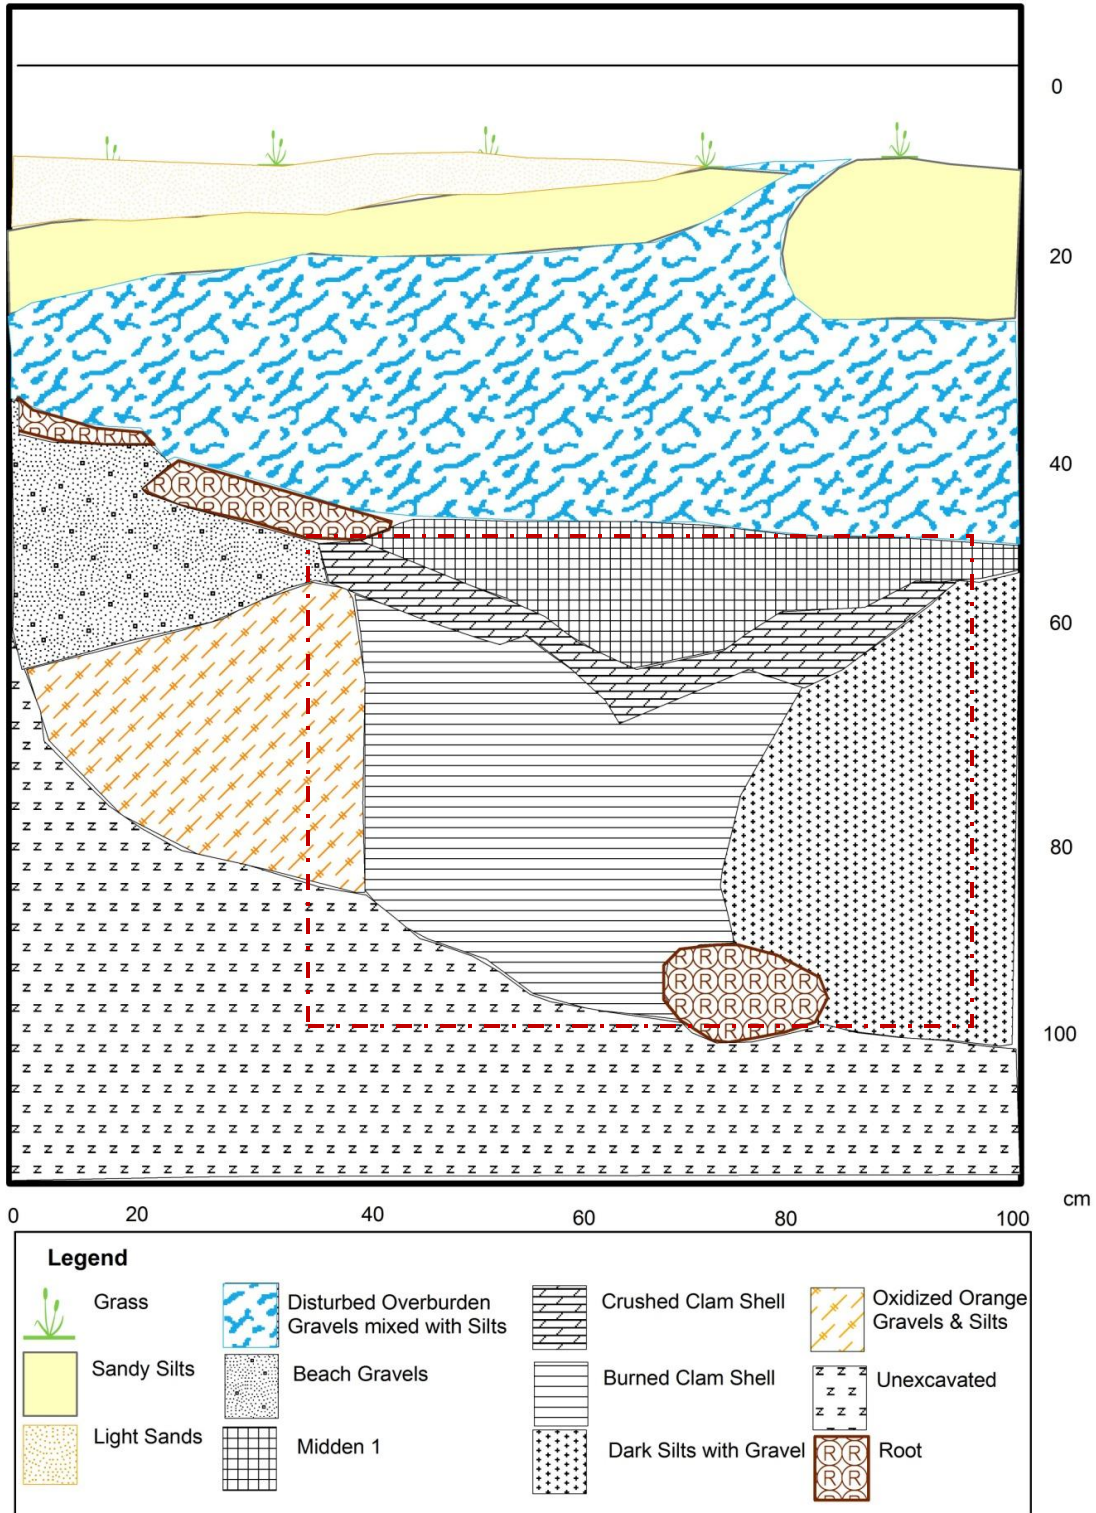 0
20
40
60
80
100
cm
0 20 40 60 80 100
Legend
Grass
Sandy Silts
Light Sands
Disturbed Overburden
Gravels mixed with Silts
Beach Gravels
Midden 1
Crushed Clam Shell
Burned Clam Shell
Dark Silts with Gravel
Oxidized Orange
Gravels & Silts
Unexcavated
Root